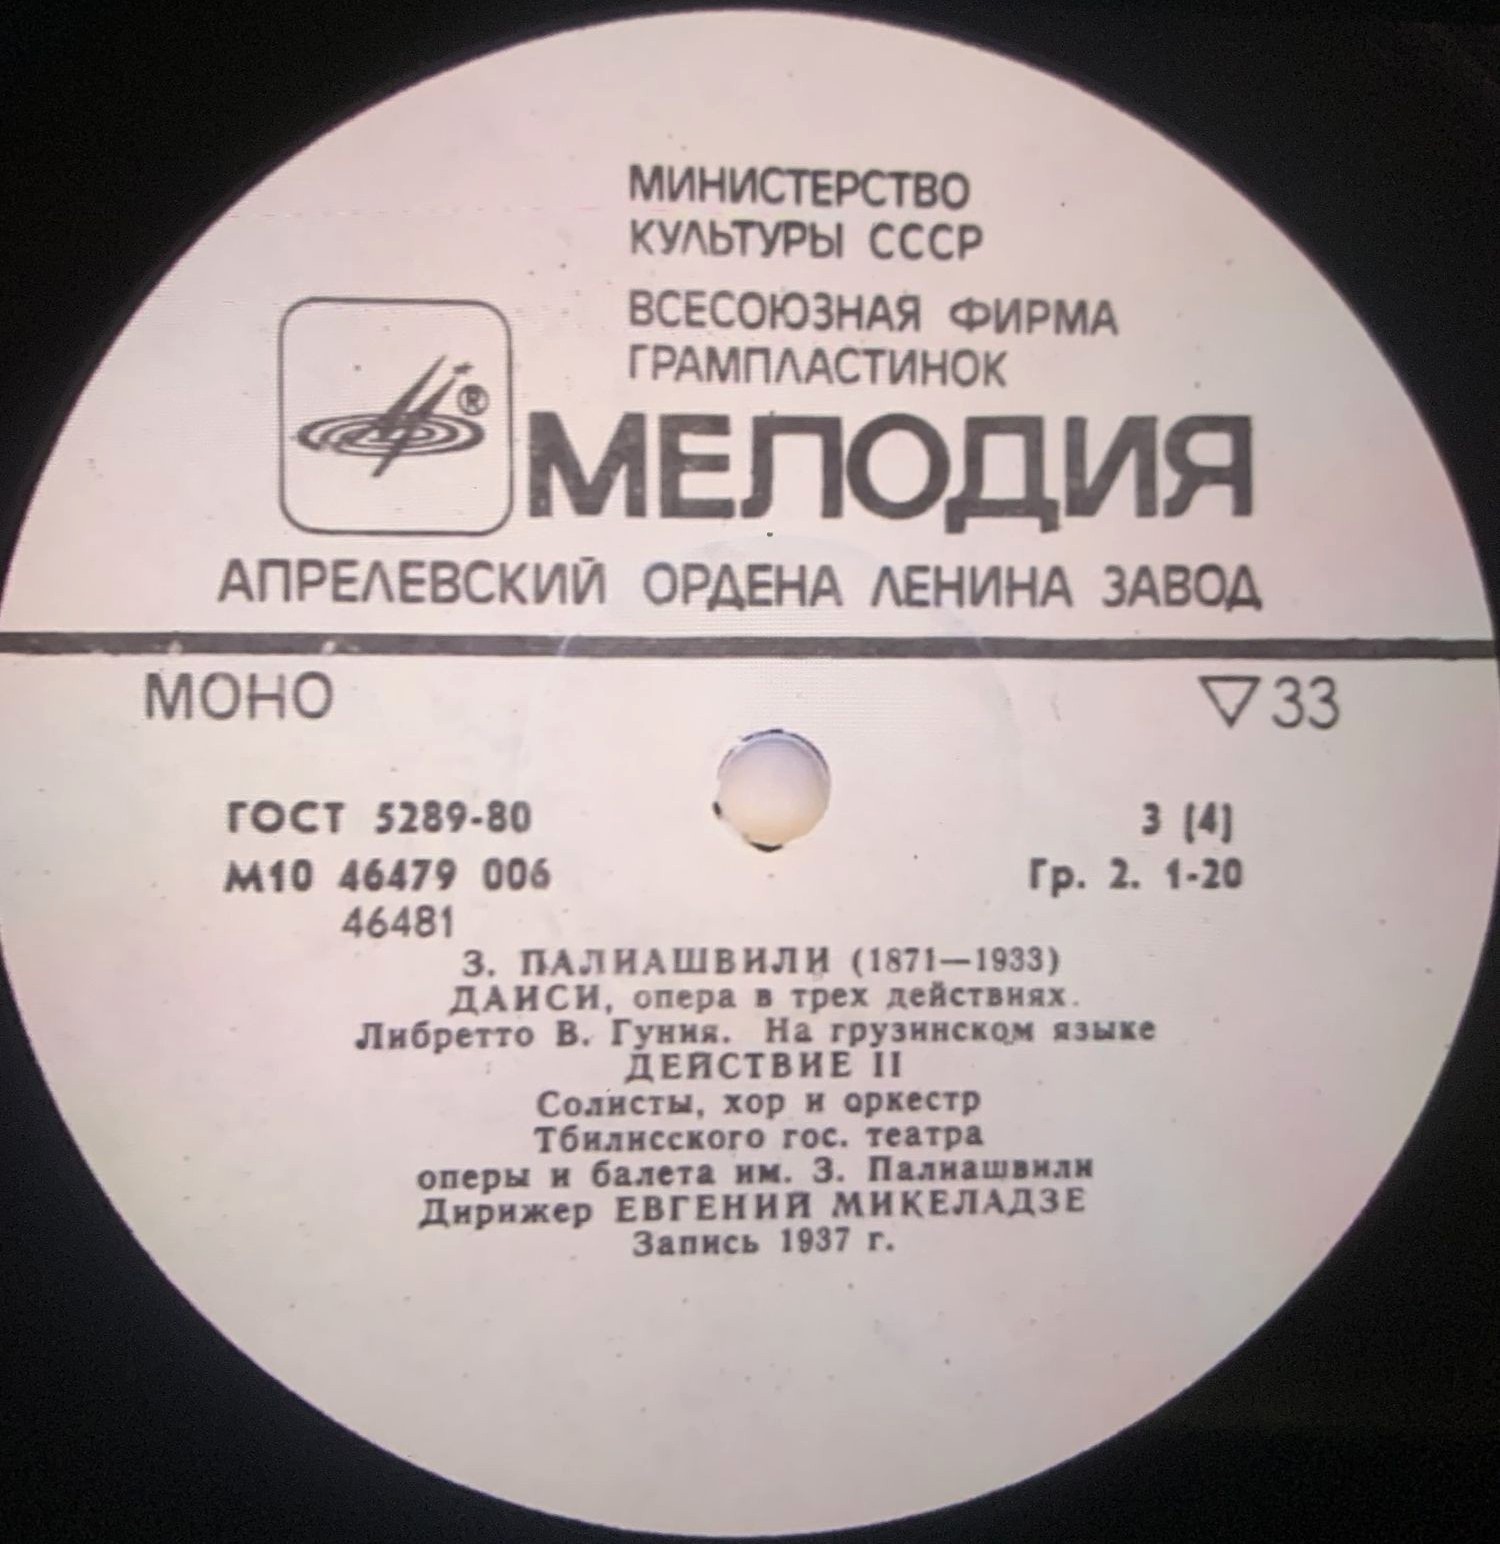 МИНИСТЕРСТВО
КУЛЬТУРЫ СССР
ВСЕСОЮЗНАЯ ФИРМА
ГРАМПЛАСТИНОК
®
МЕЛОДИЯ
АПРЕЛЕВСКИЙ ОРДЕНА ЛЕНИНА ЗАВОД
МОНО ▽33
ГОСТ 5289-80 3 (4)
М10 46479 006 Гр. 2. 1-20
46481
З. ПАЛИАШВИЛИ (1871—1933)
ДАИСИ, опера в трех действиях.
Либретто В. Гуния. На грузинском языке
ДЕЙСТВИЕ II
Солисты, хор и оркестр
Тбилисского гос. театра
оперы и балета им. З. Палиашвили
Дирижер ЕВГЕНИЙ МИКЕЛАДЗЕ
Запись 1937 г.